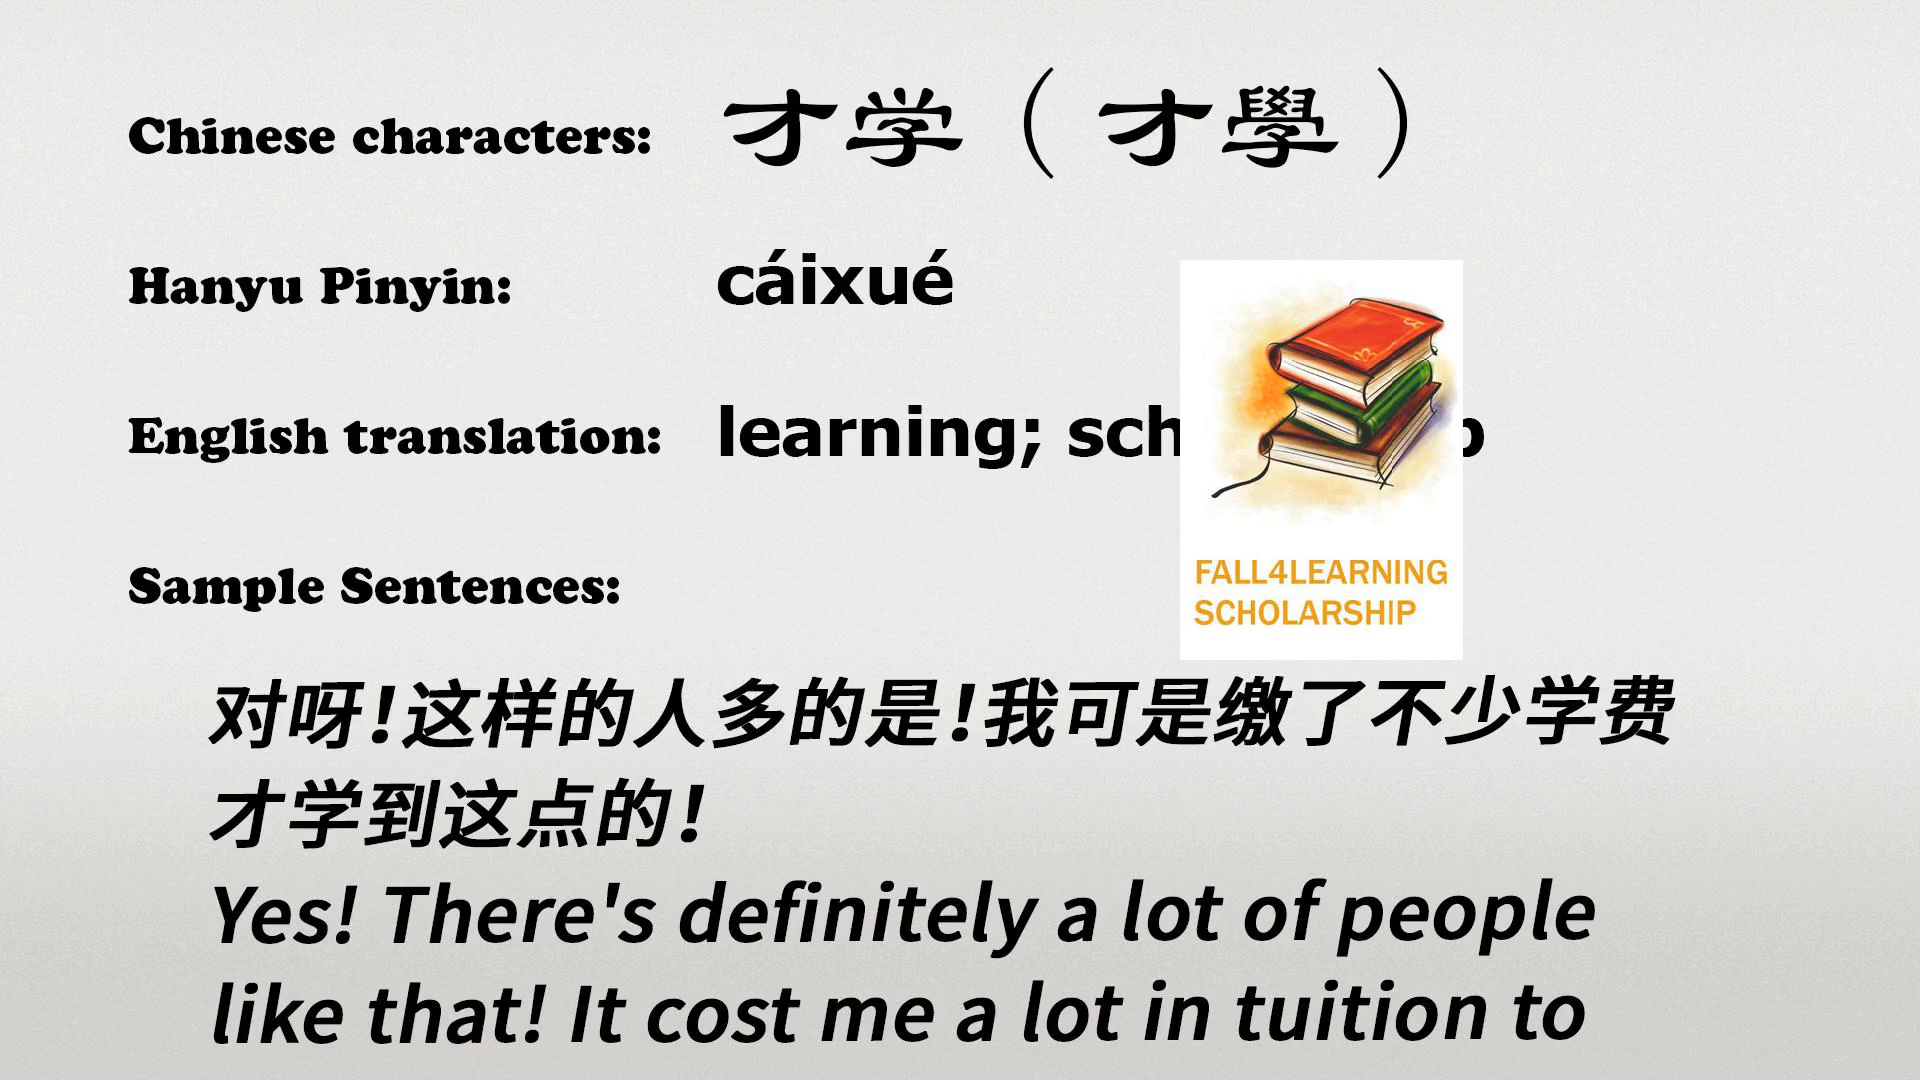 Chinese characters: 才学（才學）
Hanyu Pinyin: cáixué
English translation: learning;
FALL4LEARNING
SCHOLARSHIP
Sample Sentences:
对呀！这样的人多的是！我可是缴了不少学费
才学到这点的！
Yes! There's definitely a lot of people
like that! It cost me a lot in tuition to